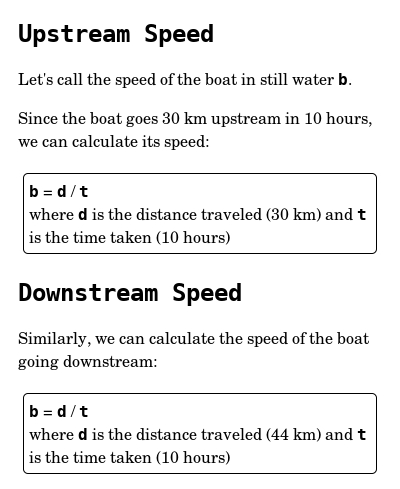 Upstream Speed
Let's call the speed of the boat in still water b.
Since the boat goes 30 km upstream in 10 hours,
we can calculate its speed:
b = d / t
where d is the distance traveled (30 km) and t
is the time taken (10 hours)
Downstream Speed
Similarly, we can calculate the speed of the boat
going downstream:
b = d / t
where d is the distance traveled (44 km) and t
is the time taken (10 hours)